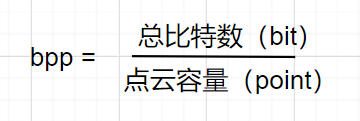 总比特数（bit）
bpp =
点云容量（point）